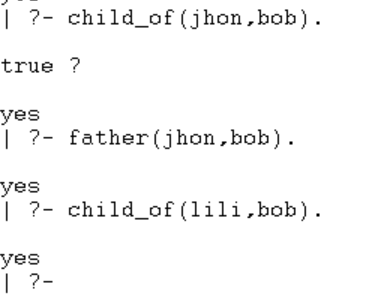 yes
| ?- child_of(jhon,bob).
true ?
yes
| ?- father(jhon,bob).
yes
| ?- child_of(lili,bob).
yes
| ?-